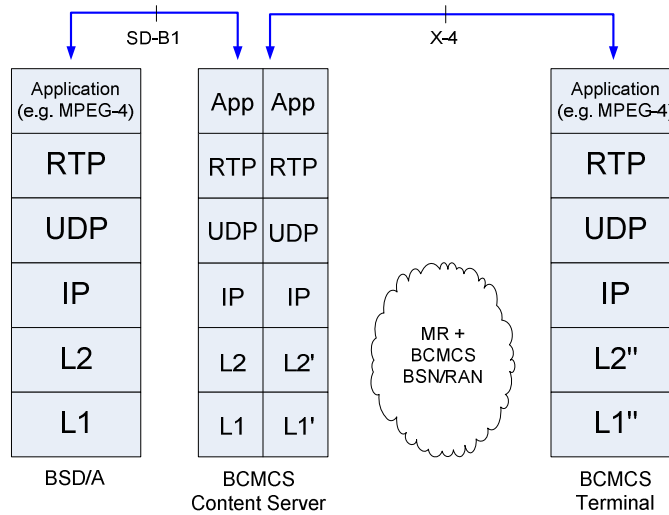 SD-B1
X-4
Application
(e.g. MPEG-4)
RTP
UDP
IP
L2
L1
BSD/A
App
App
RTP
RTP
UDP
UDP
IP
IP
L2
L2'
L1
L1'
BCMCS
Content Server
MR +
BCMCS
BSN/RAN
Application
(e.g. MPEG-4)
RTP
UDP
IP
L2"
L1"
BCMCS
Terminal